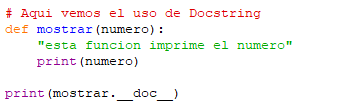 # Aqui vemos el uso de Docstring
def mostrar(numero):
    "esta funcion imprime el numero"
    print(numero)
print(mostrar.__doc__)